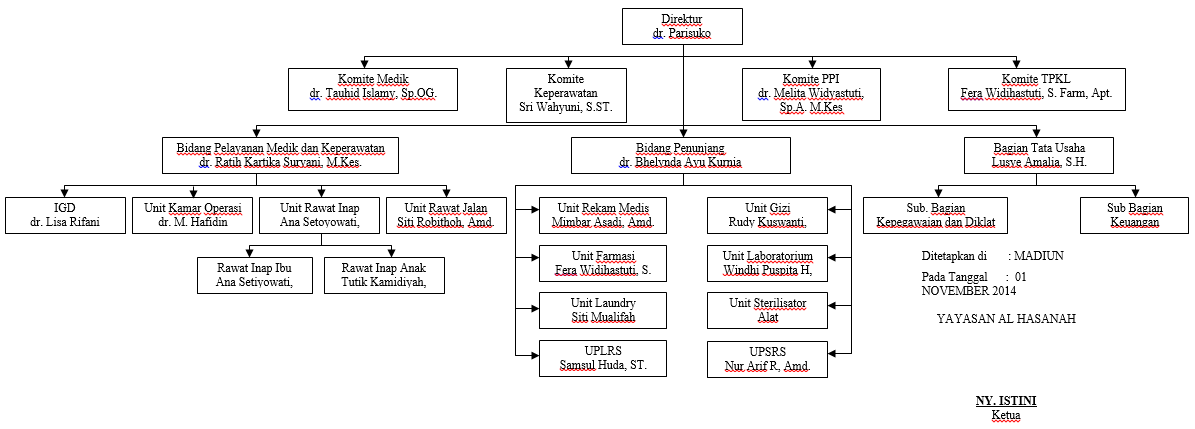 Direktur
dr. Parisuko
Komite Medik
dr. Tauhid Islamy, Sp.OG.
Komite
Keperawatan
Sri Wahyuni, S.ST.
Komite PPI
dr. Melita Widyastuti,
Sp.A. M.Kes
Komite TPKL
Fera Widihastuti, S. Farm, Apt.
Bidang Pelayanan Medik dan Keperawatan
dr. Ratih Kartika Suryani, M.Kes.
Bidang Penunjang
dr. Bhelynda Ayu Kurnia
Bagian Tata Usaha
Lusye Amalia, S.H.
IGD
dr. Lisa Rifani
Unit Kamar Operasi
dr. M. Hafidin
Unit Rawat Inap
Ana Setoyowati,
Unit Rawat Jalan
Siti Robithoh, Amd.
Rawat Inap Ibu
Ana Setiyowati,
Rawat Inap Anak
Tutik Kamidiyah,
Unit Rekam Medis
Mimbar Asadi, Amd.
Unit Farmasi
Fera Widihastuti, S.
Unit Laundry
Siti Mualifah
UPLRS
Samsul Huda, ST.
Unit Gizi
Rudy Kuswanti,
Unit Laboratorium
Windhi Puspita H,
Unit Sterilisator
Alat
UPSRS
Nur Arif R, Amd.
Sub. Bagian
Kepegawaian dan Diklat
Sub Bagian
Keuangan
Ditetapkan di : MADIUN
Pada Tanggal : 01
NOVEMBER 2014
YAYASAN AL HASANAH
NY. ISTINI
Ketua